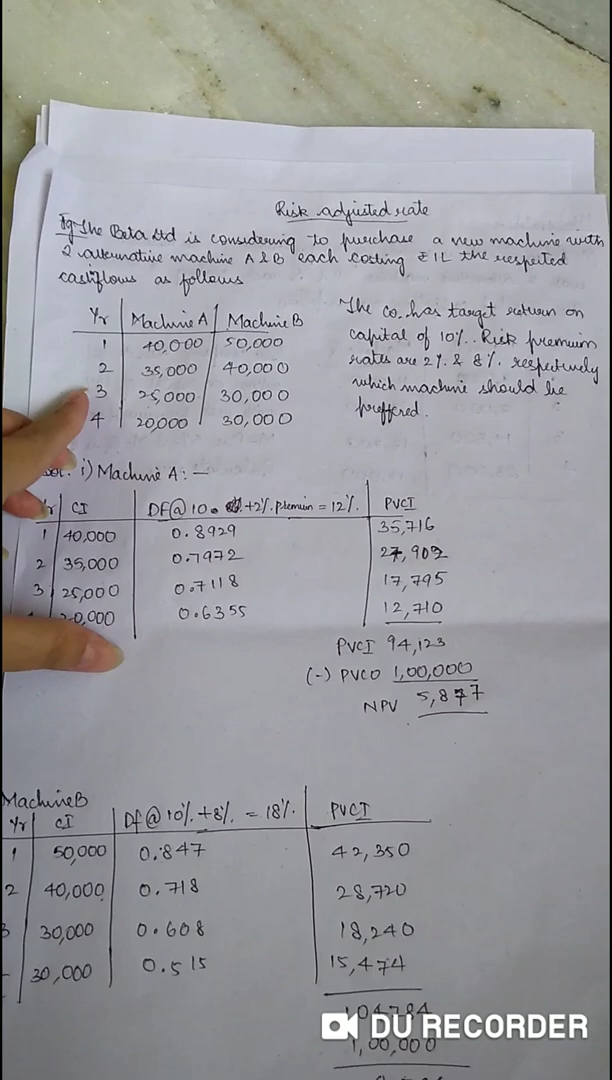 Risk adjusted rate
Eg The Beta Ltd is considering to purchase a new machine with
2 alternative machine A & B each costing ₹ 1L the respected
cashflows as follows
Yr Machine A Machine B
1 40,000 50,000
2 35,000 40,000
3 25,000 30,000
4 20,000 30,000
The co. has target return on
capital of 10%. Risk premium
rates are 2% & 8% respectively
which machine should be
preffered.
Sol. i) Machine A:-
Yr CI DF@10% +2% premium = 12% PVCI
1 40,000 0.8929 35,716
2 35,000 0.7972 27,902
3 25,000 0.7118 17,795
20,000 0.6355 12,710
PVCI 94,123
(-) PVCO 1,00,000
NPV 5,877
Machine B
Yr CI Df@10% +8% = 18% PVCI
1 50,000 0.847 42,350
2 40,000 0.718 28,720
3 30,000 0.608 18,240
30,000 0.515 15,474
104784
1,00,000
DU RECORDER